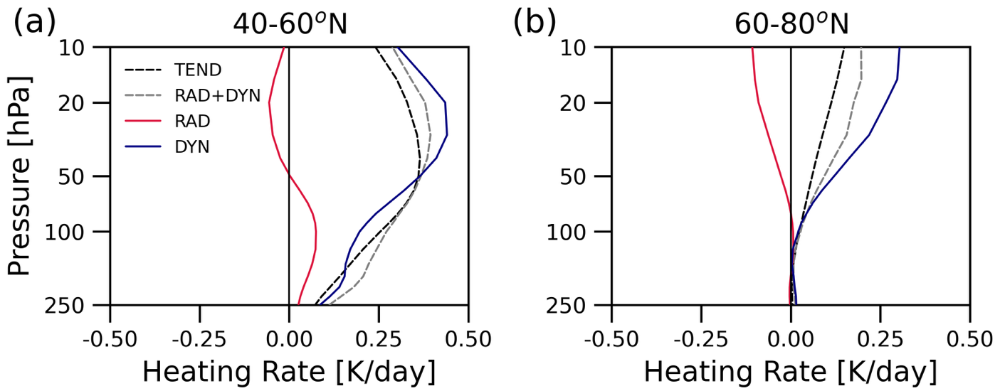 (a)
40-60ᵒN
10
20
50
100
250
Pressure [hPa]
TEND
RAD+DYN
RAD
DYN
-0.50
-0.25
0.00
0.25
0.50
Heating Rate [K/day]
(b)
60-80ᵒN
10
20
50
100
250
-0.50
-0.25
0.00
0.25
0.50
Heating Rate [K/day]